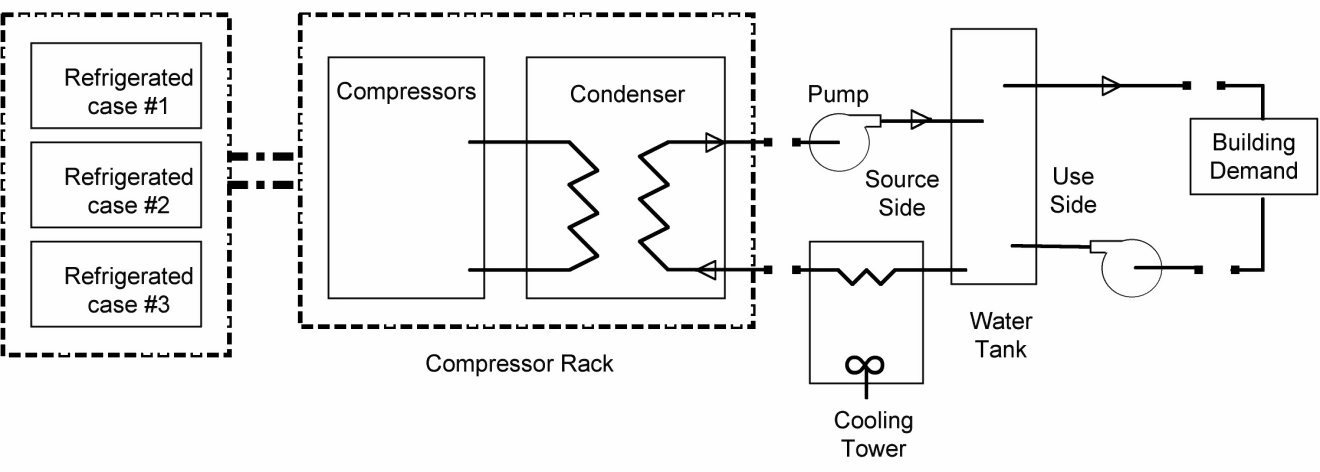 Refrigerated
case #1
Refrigerated
case #2
Refrigerated
case #3
Compressors
Condenser
Compressor Rack
Pump
Source
Side
Cooling
Tower
Water
Tank
Use
Side
Building
Demand